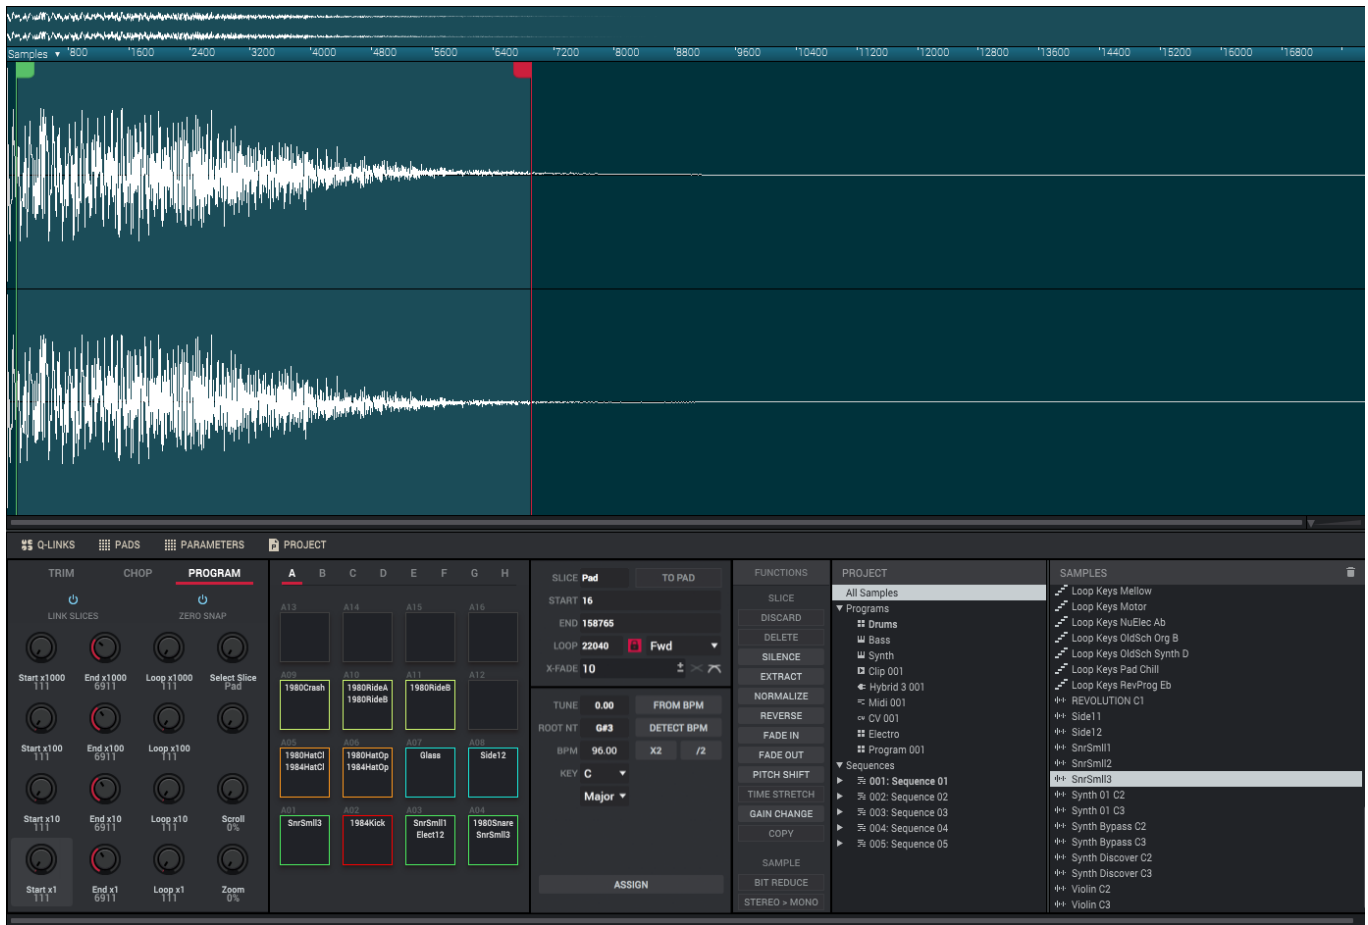 Samples ▼ '800 '1600 '2400 '3200 '4000 '4800 '5600 '6400 '7200 '8000 '8800 '9600 '10400 '11200 '12000 '12800 '13600 '14400 '15200 '16000 '16800
Q-LINKS PADS PARAMETERS PROJECT
TRIM CHOP PROGRAM
LINK SLICES ZERO SNAP
Start x1000 End x1000 Loop x1000 Select Slice
111 6911 111 Pad
Start x100 End x100 Loop x100
111 6911 111
Start x10 End x10 Loop x10 Scroll
111 6911 111 0%
Start x1 End x1 Loop x1 Zoom
111 6911 111 0%
A B C D E F G H
A13 A14 A15 A16
A09 A10 A11 A12
1980Crash 1980RideA 1980RideB
1980RideB
A05 A06 A07 A08
1980HatCl 1980HatOp Glass Side12
1984HatCl 1984HatOp
A01 A02 A03 A04
SnrSmll3 1984Kick SnrSmll1 1980Snare
Elect12 SnrSmll3
SLICE Pad TO PAD
START 16
END 158765
LOOP 22040 Fwd
X-FADE 10
TUNE 0.00 FROM BPM
ROOT NT G#3 DETECT BPM
BPM 96.00 X2 /2
KEY C
Major
ASSIGN
FUNCTIONS
SLICE
DISCARD
DELETE
SILENCE
EXTRACT
NORMALIZE
REVERSE
FADE IN
FADE OUT
PITCH SHIFT
TIME STRETCH
GAIN CHANGE
COPY
SAMPLE
BIT REDUCE
STEREO > MONO
PROJECT
All Samples
Programs
Drums
Bass
Synth
Clip 001
Hybrid 3 001
Midi 001
CV 001
Electro
Program 001
Sequences
001: Sequence 01
002: Sequence 02
003: Sequence 03
004: Sequence 04
005: Sequence 05
SAMPLES
Loop Keys Mellow
Loop Keys Motor
Loop Keys NuElec Ab
Loop Keys OldSch Org B
Loop Keys OldSch Synth D
Loop Keys Pad Chill
Loop Keys RevProg Eb
REVOLUTION C1
Side11
Side12
SnrSmll1
SnrSmll2
SnrSmll3
Synth 01 C2
Synth 01 C3
Synth Bypass C2
Synth Bypass C3
Synth Discover C2
Synth Discover C3
Violin C2
Violin C3